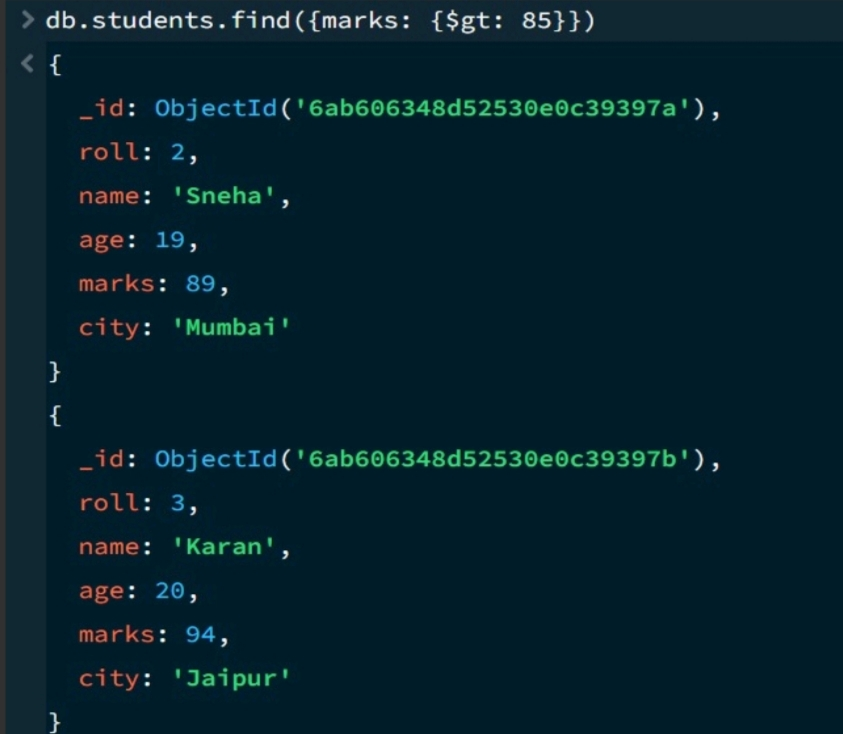 > db.students.find({marks: {$gt: 85}})
< {
_id: ObjectId('6ab606348d52530e0c39397a'),
roll: 2,
name: 'Sneha',
age: 19,
marks: 89,
city: 'Mumbai'
}
{
_id: ObjectId('6ab606348d52530e0c39397b'),
roll: 3,
name: 'Karan',
age: 20,
marks: 94,
city: 'Jaipur'
}